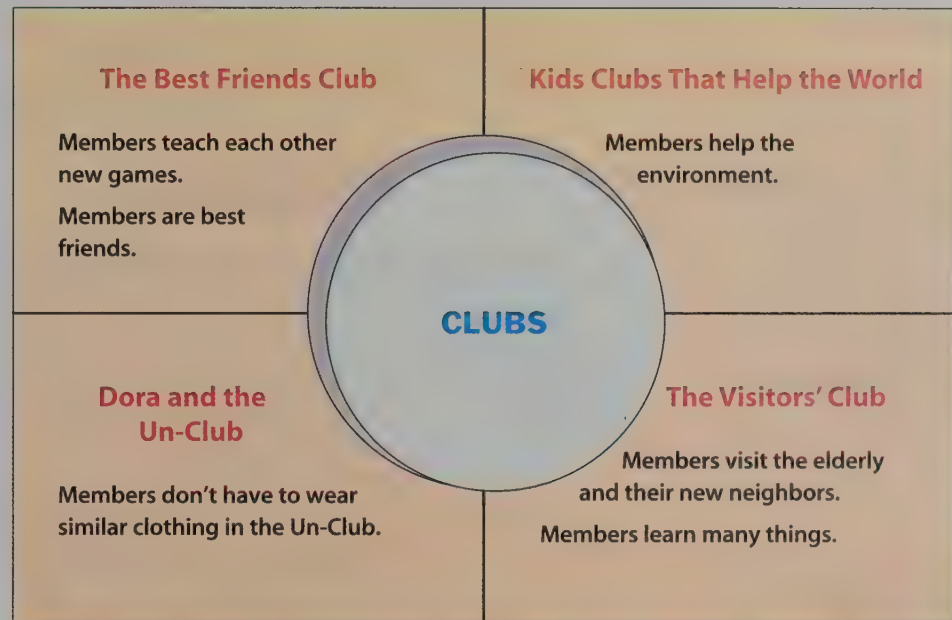 The Best Friends Club
Members teach each other
new games.
Members are best
friends.
Kids Clubs That Help the World
Members help the
environment.
CLUBS
Dora and the
Un-Club
Members don't have to wear
similar clothing in the Un-Club.
The Visitors' Club
Members visit the elderly
and their new neighbors.
Members learn many things.